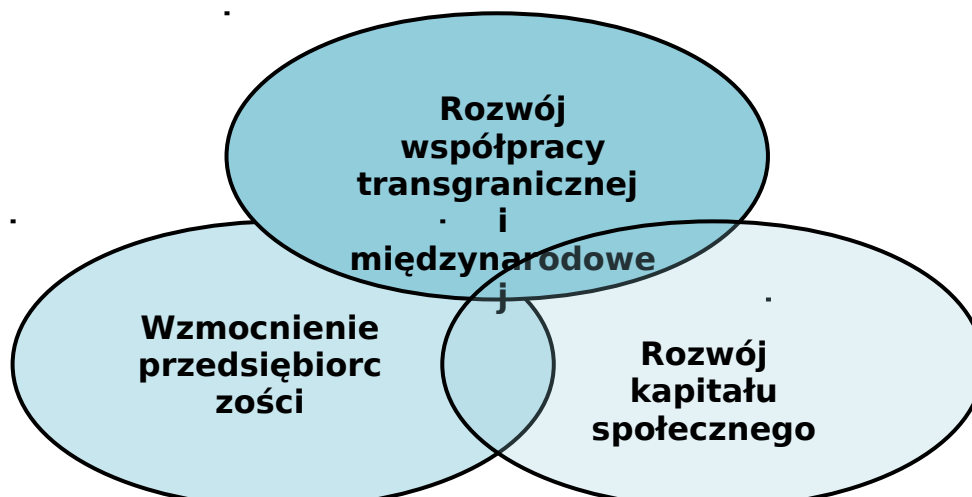 Rozwój
współpracy
transgranicznej
i
międzynarodowe
j
Wzmocnienie
przedsiębiorc
zości
Rozwój
kapitału
społecznego